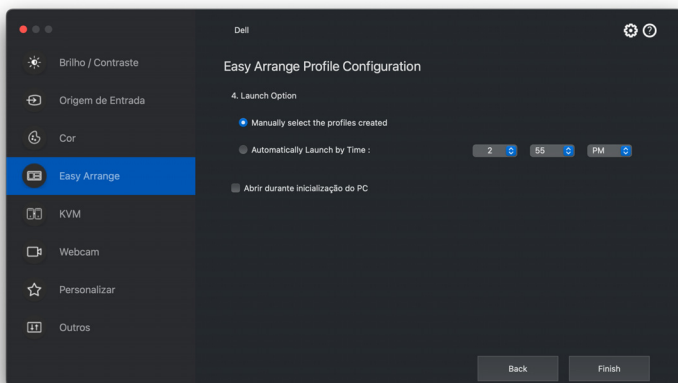 Dell
Brilho / Contraste
Origem de Entrada
Cor
Easy Arrange
KVM
Webcam
Personalizar
Outros
Easy Arrange Profile Configuration
4. Launch Option
Manually select the profiles created
Automatically Launch by Time : 2 55 PM
Abrir durante inicialização do PC
Back Finish